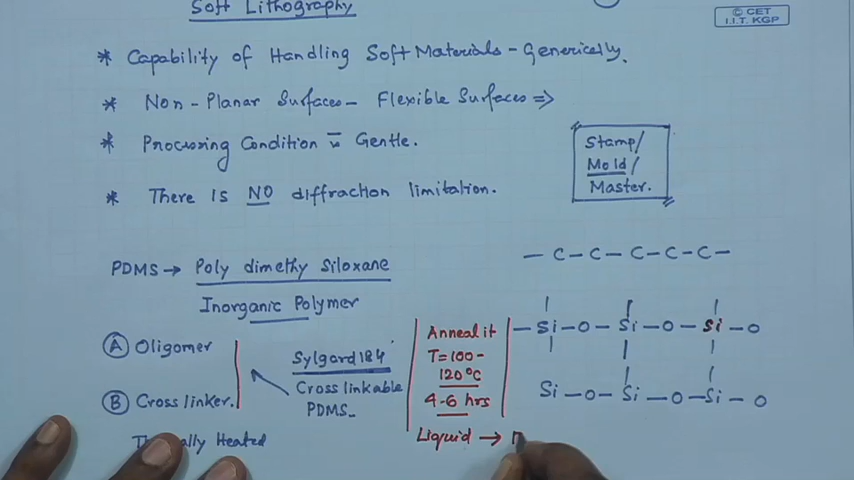 Soft Lithography
© CET
I.I.T. KGP
* Capability of Handling Soft Materials - Generically.
* Non-Planar Surfaces - Flexible Surfaces ⇒
* Processing Condition is Gentle.
* There is NO diffraction limitation.
Stamp/
Mold/
Master.
PDMS → Poly dimethy Siloxane
Inorganic Polymer
A Oligomer
B Cross linker.
Heated
Sylgard 184
Cross linkable
PDMS
Anneal it
T = 100 -
120°C
4-6 hrs
Liquid →
- C - C - C - C - C -
- Si - O - Si - O - Si - O
Si - O - Si - O - Si - O